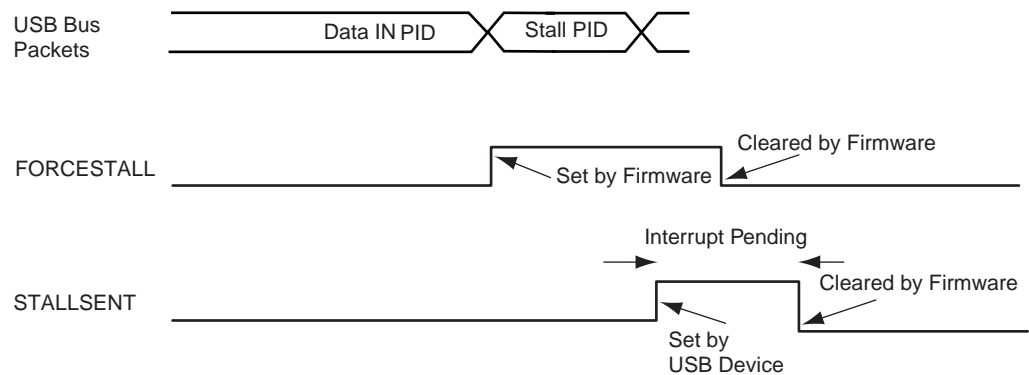 USB Bus
Packets
Data IN PID
Stall PID
FORCESTALL
Set by Firmware
Cleared by Firmware
Interrupt Pending
STALLSENT
Cleared by Firmware
Set by
USB Device